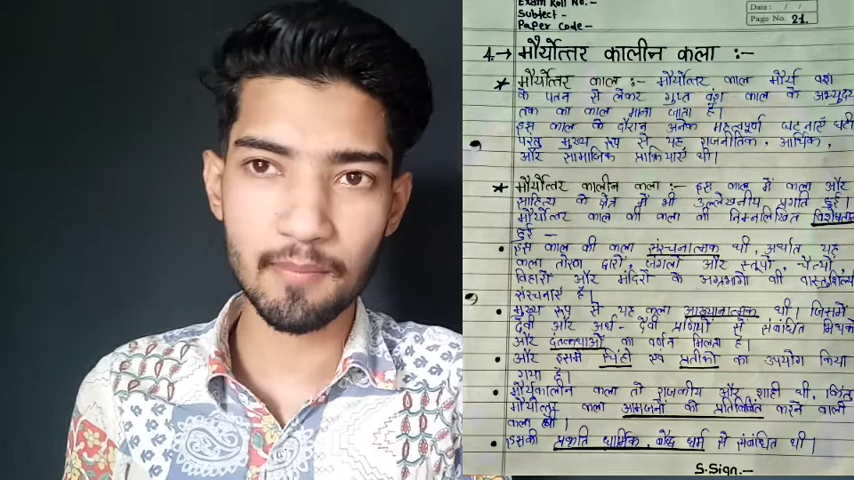 Exam Roll No.-
Subject -
Paper Code-
Date : / /
Page No. 21.
4.→ मौर्योत्तर कालीन कला :-
* मौर्योत्तर काल :- मौर्योत्तर काल मौर्य वंश
के पतन से लेकर गुप्त वंश काल के अभ्युदय
तक का काल माना जाता है।
इस काल के दौरान अनेक महत्वपूर्ण घटनाएं घटी
परंतु मुख्य रूप से यह राजनीतिक, आर्थिक,
और सामाजिक थी।
* मौर्योत्तर कालीन कला :- इस काल में कला और
साहित्य के क्षेत्र में भी उल्लेखनीय प्रगति हुई।
मौर्योत्तर काल की कला की निम्नलिखित विशेषताएं
हुई -
• इस काल की कला संरचनात्मक थी, अर्थात यह
कला तोरण द्वारों, जंगलों और स्तूपों, चैत्यों
विहारों और मंदिरों के अग्रभागों की
संरचनाएं है।
• मुख्य रूप से यह कला आख्यानात्मक थी। जिसमें
देवी और अर्ध-देवी प्राणियों से संबंधित मिथकों
और दंतकथाओं का वर्णन मिलता है।
• और इसमें चिन्हों एवं प्रतीकों का उपयोग किया
गया है।
• मौर्यकालीन कला तो राजकीय और शाही थी, किंतु
मौर्योत्तर कला आमजनों को प्रतिबिंबित करने वाली
कला थी।
• इसकी प्रकृति धार्मिक, बौद्ध धर्म से संबंधित थी।
S.Sign.-